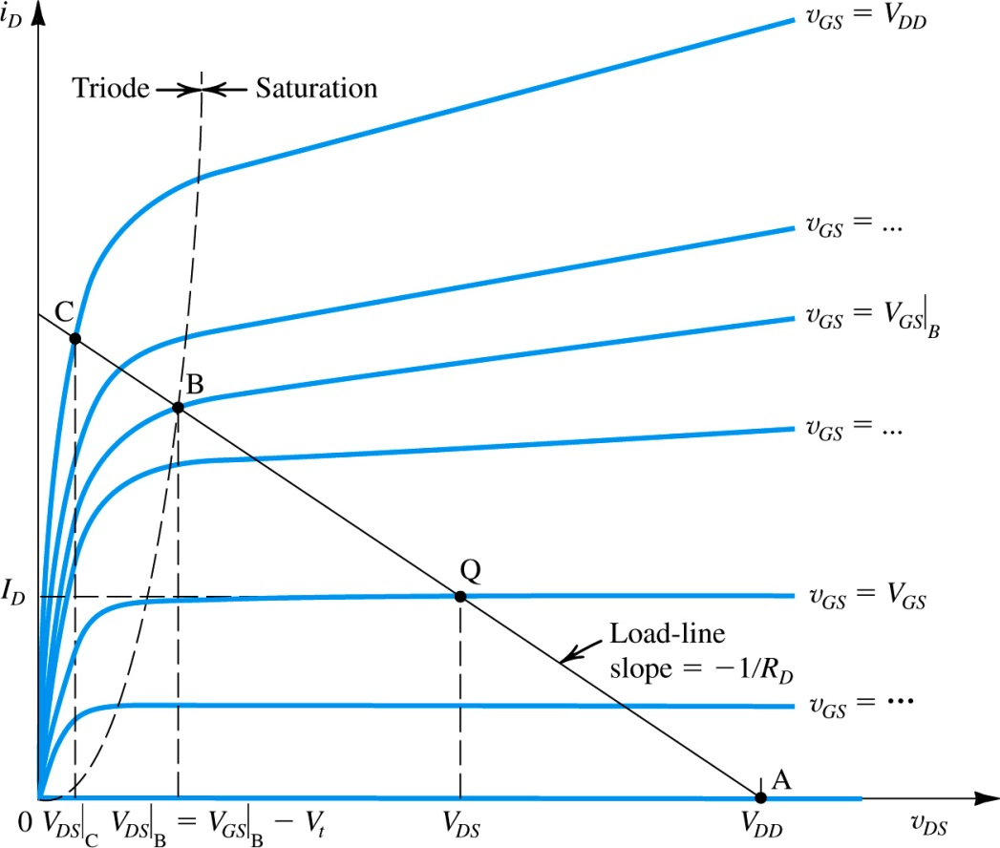 i_D
v_GS = V_DD
Triode
Saturation
v_GS = ...
C
v_GS = V_GS|_B
B
v_GS = ...
Q
I_D
v_GS = V_GS
Load-line
slope = −1/R_D
v_GS = ...
A
0 V_DS|_C V_DS|_B = V_GS|_B − V_t V_DS V_DD v_DS